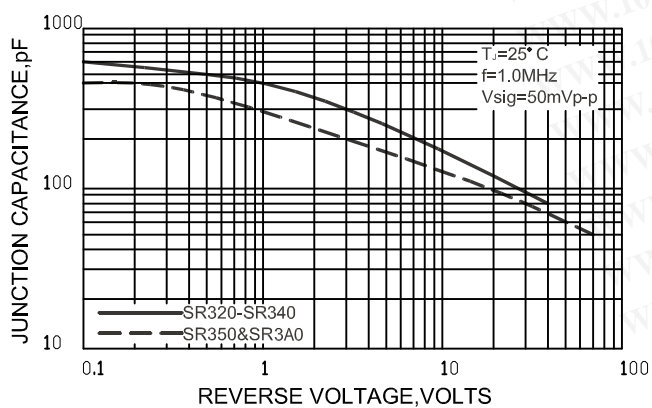 1000
100
10
JUNCTION CAPACITANCE,pF
TJ=25°C
f=1.0MHz
Vsig=50mVp-p
SR320-SR340
SR350&SR3A0
0.1 1 10 100
REVERSE VOLTAGE,VOLTS